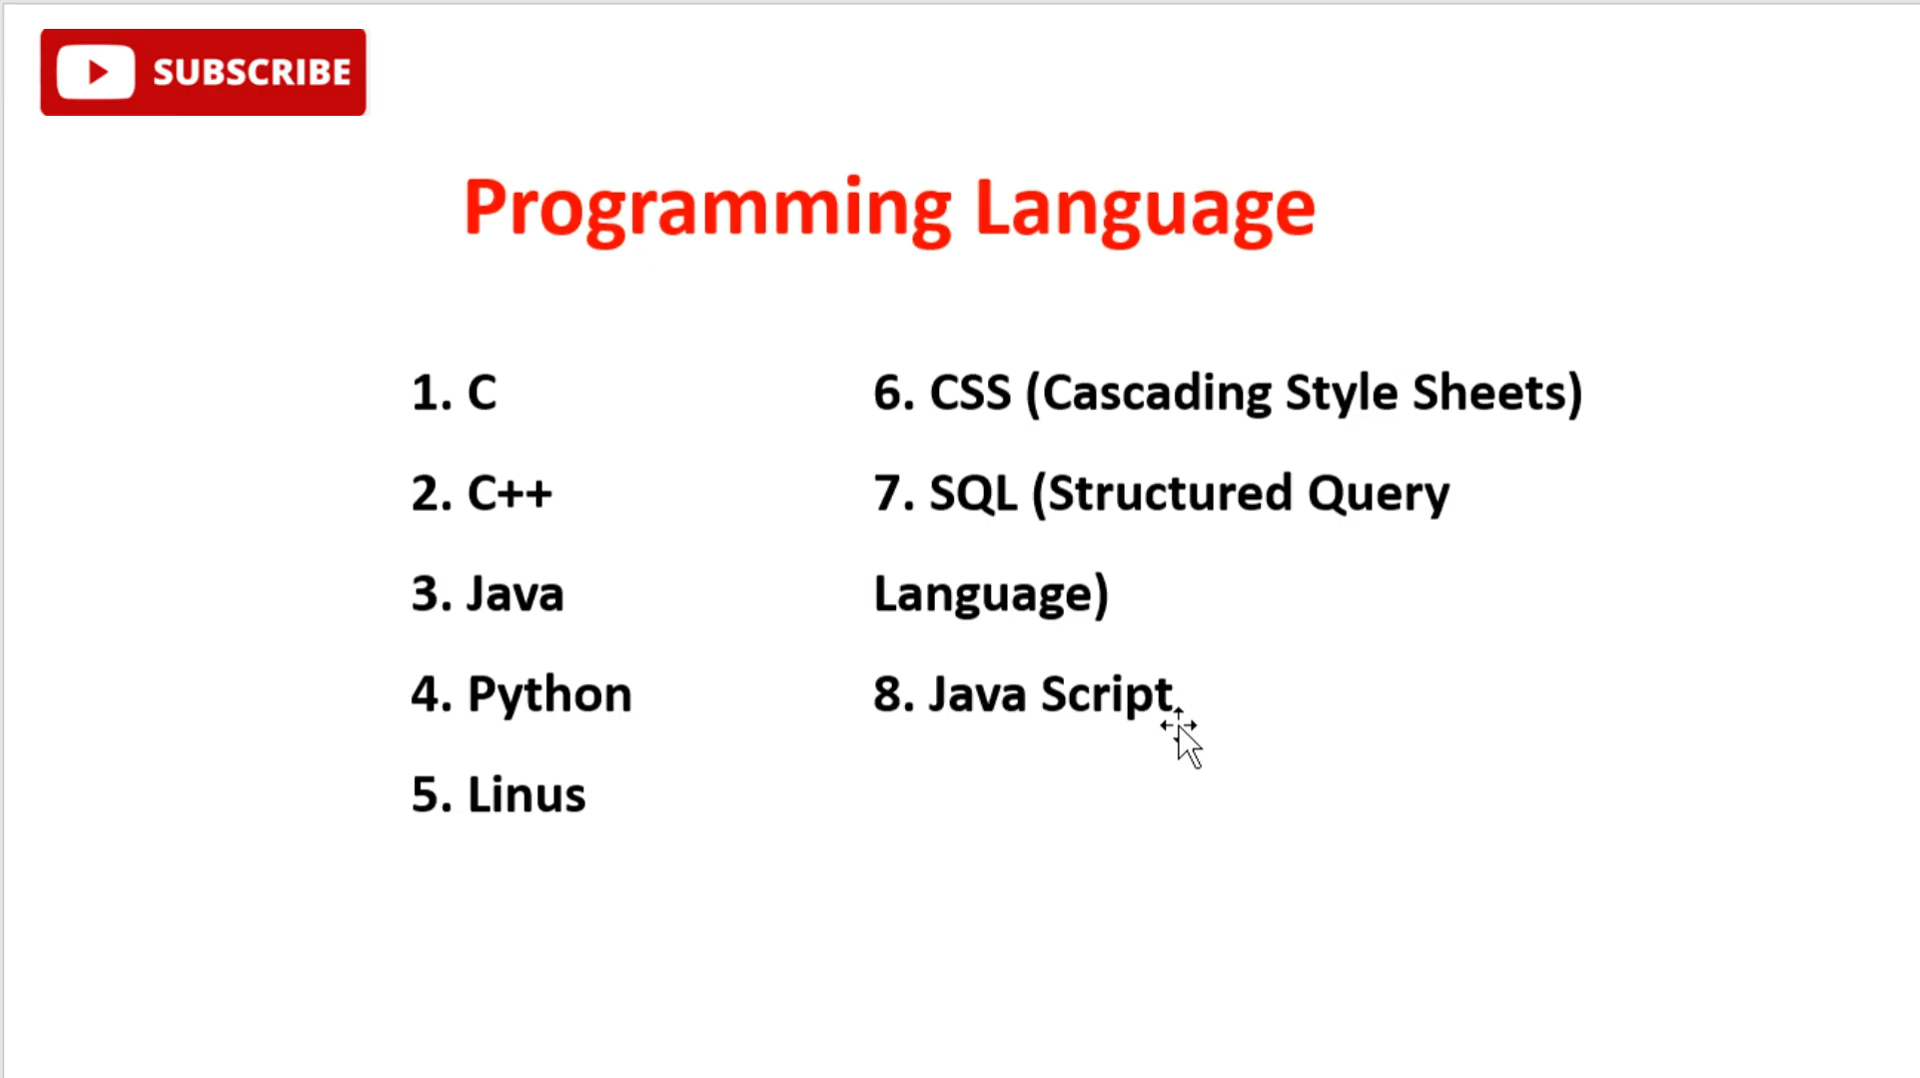 SUBSCRIBE
Programming Language
1. C
2. C++
3. Java
4. Python
5. Linus
6. CSS (Cascading Style Sheets)
7. SQL (Structured Query
Language)
8. Java Script